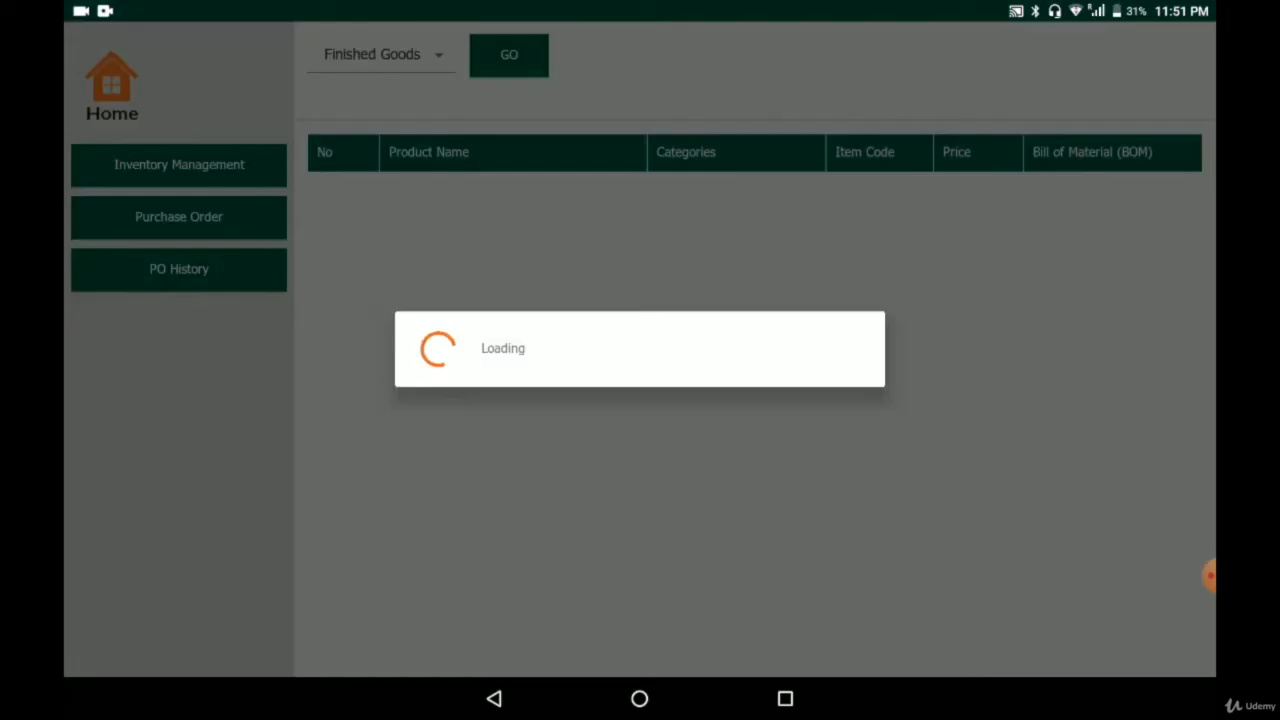 31% 11:51 PM
Home
Inventory Management
Purchase Order
PO History
Finished Goods GO
No Product Name Categories Item Code Price Bill of Material (BOM)
Loading
Udemy